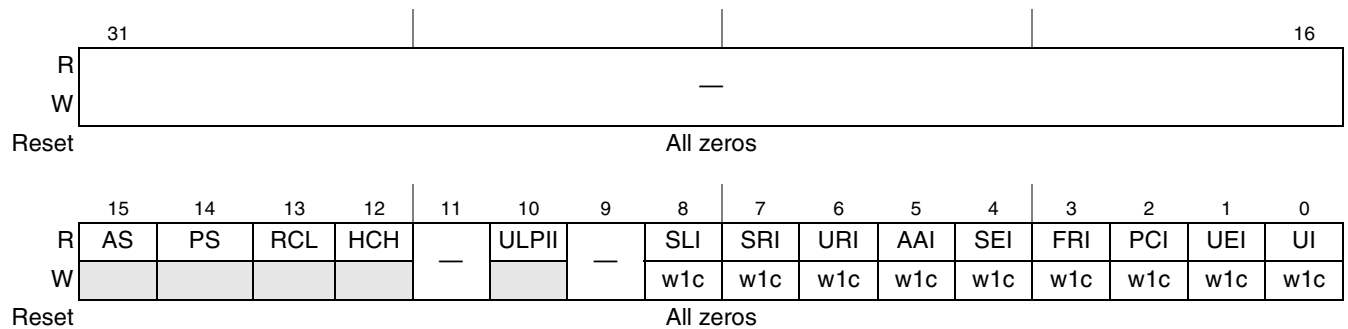 31 16
R
—
W
Reset All zeros
15 14 13 12 11 10 9 8 7 6 5 4 3 2 1 0
R AS PS RCL HCH — ULPII — SLI SRI URI AAI SEI FRI PCI UEI UI
W w1c w1c w1c w1c w1c w1c w1c w1c w1c
Reset All zeros